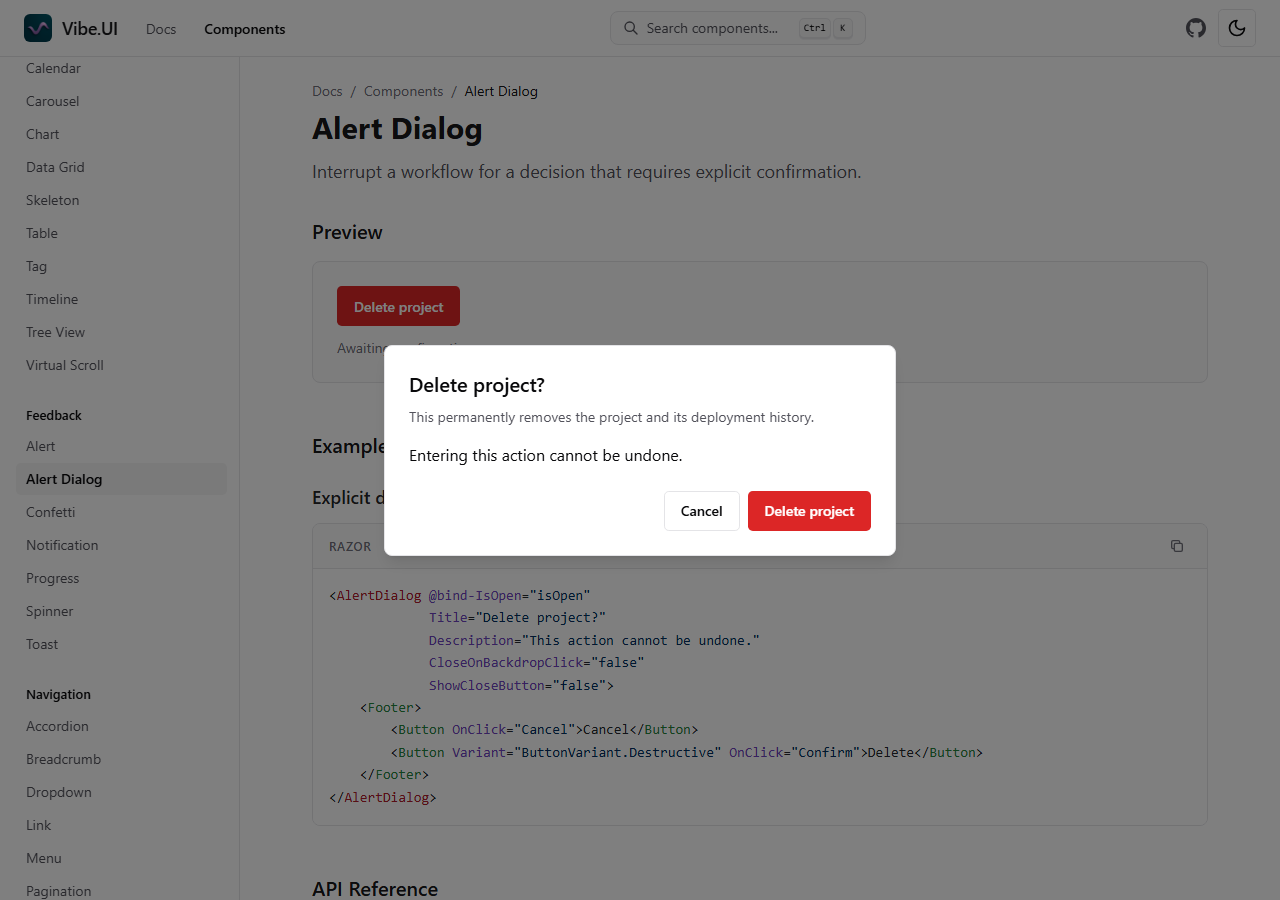 Vibe.UI
Docs
Components
Search components...
Ctrl K
Calendar
Carousel
Chart
Data Grid
Skeleton
Table
Tag
Timeline
Tree View
Virtual Scroll
Feedback
Alert
Alert Dialog
Confetti
Notification
Progress
Spinner
Toast
Navigation
Accordion
Breadcrumb
Dropdown
Link
Menu
Pagination
Docs / Components / Alert Dialog
Alert Dialog
Interrupt a workflow for a decision that requires explicit confirmation.
Preview
Delete project
Delete project?
This permanently removes the project and its deployment history.
Entering this action cannot be undone.
Cancel Delete project
Explicit
RAZOR
<AlertDialog @bind-IsOpen="isOpen"
Title="Delete project?"
Description="This action cannot be undone."
CloseOnBackdropClick="false"
ShowCloseButton="false">
<Footer>
<Button OnClick="Cancel">Cancel</Button>
<Button Variant="ButtonVariant.Destructive" OnClick="Confirm">Delete</Button>
</Footer>
</AlertDialog>
API Reference